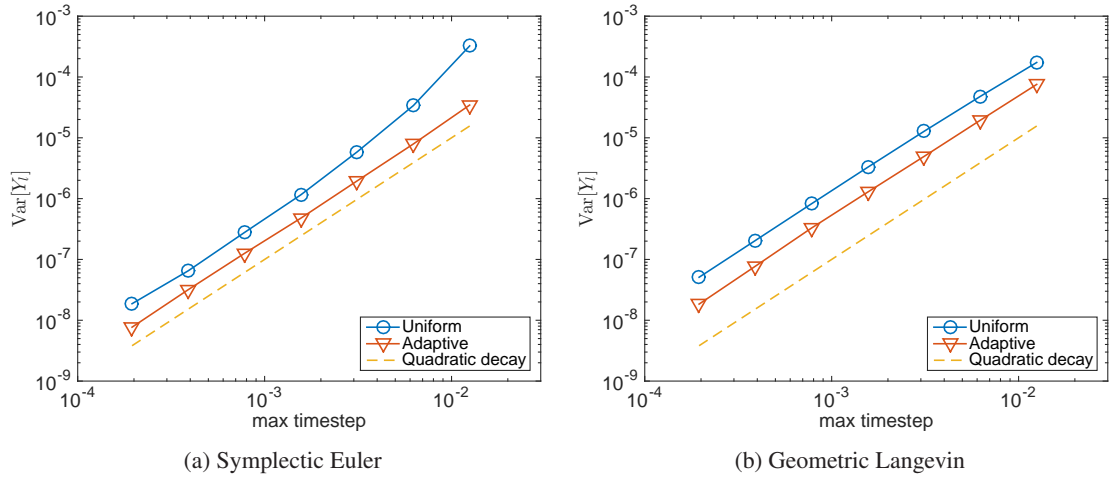 10^-3
10^-4
10^-5
10^-6
10^-7
10^-8
10^-9
Var[Y_l]
10^-4
10^-3
10^-2
max timestep
Uniform
Adaptive
Quadratic decay
(a) Symplectic Euler
10^-3
10^-4
10^-5
10^-6
10^-7
10^-8
10^-9
Var[Y_l]
10^-4
10^-3
10^-2
max timestep
Uniform
Adaptive
Quadratic decay
(b) Geometric Langevin